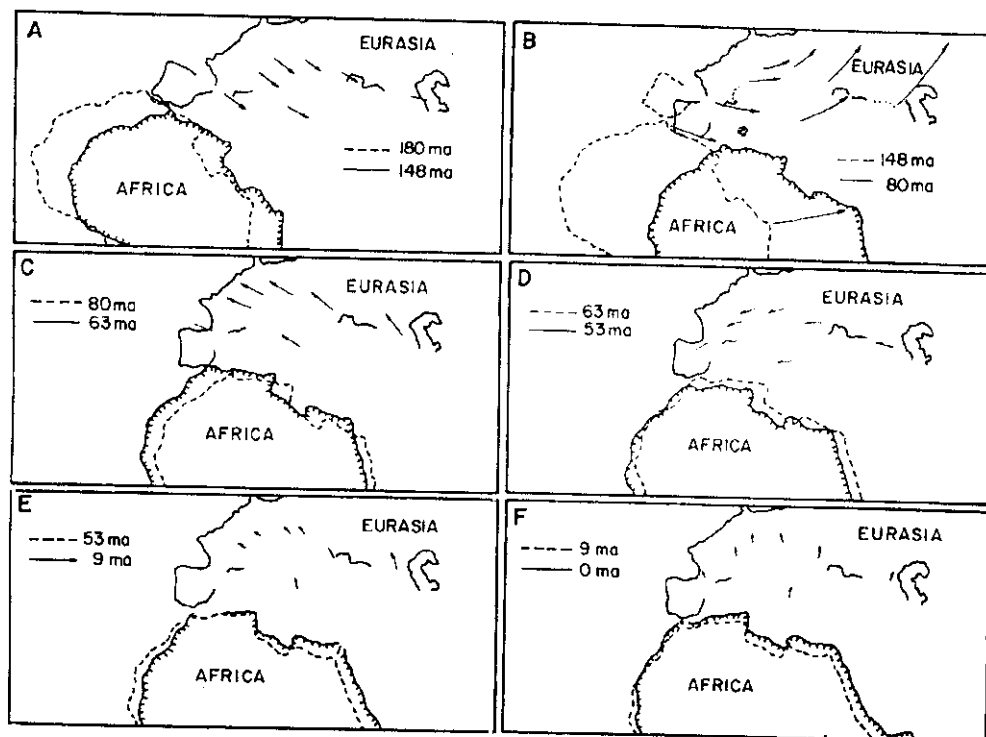 A
EURASIA
180 ma
148 ma
AFRICA
B
EURASIA
148 ma
80 ma
AFRICA
C
EURASIA
80 ma
63 ma
AFRICA
D
EURASIA
63 ma
53 ma
AFRICA
E
EURASIA
53 ma
9 ma
AFRICA
F
EURASIA
9 ma
0 ma
AFRICA